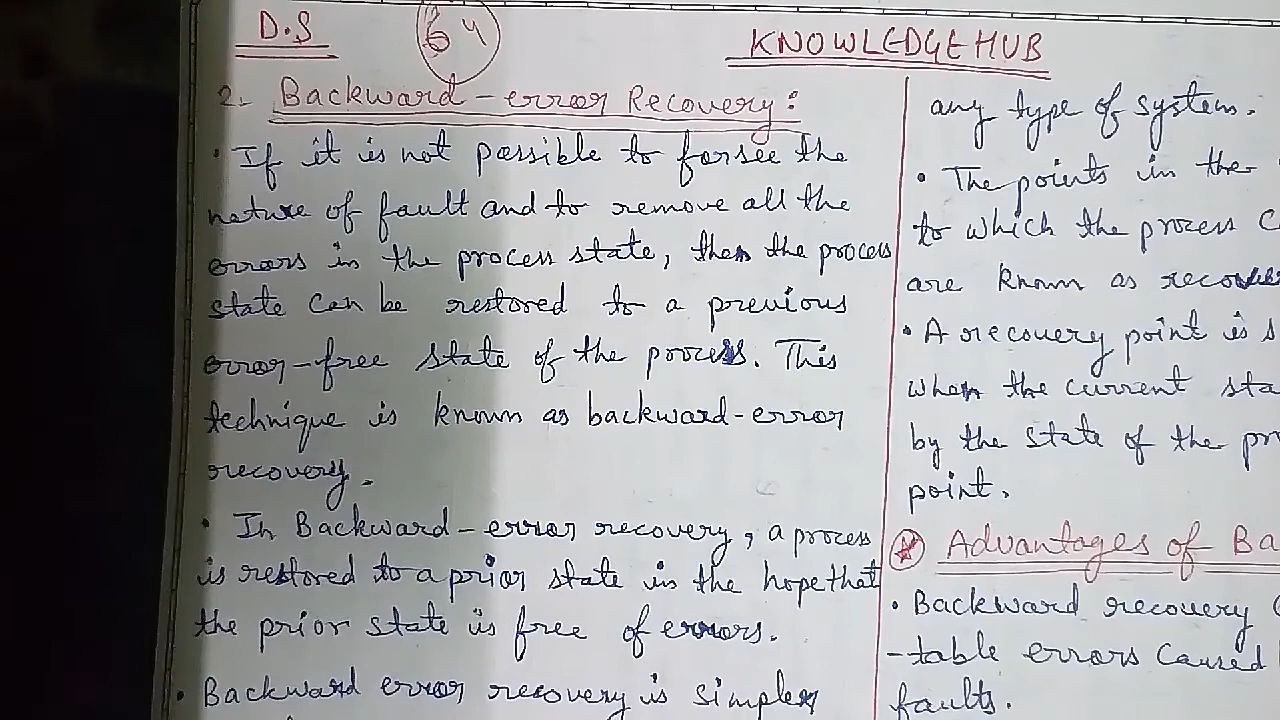 D.S
64
KNOWLEDGE HUB
2. Backward-error Recovery:
• If it is not possible to forsee the
nature of fault and to remove all the
errors in the process state, then the process
state can be restored to a previous
error-free state of the process. This
technique is known as backward-error
recovery.
• In Backward-error recovery, a process
is restored to a prior state in the hope that
the prior state is free of errors.
• Backward error recovery is simpler
any type of system.
• The points in the
to which the process
are known as
• A recovery point is
when the current
by the state of the
point.
Advantages of
• Backward recovery
-table errors caused
faults.